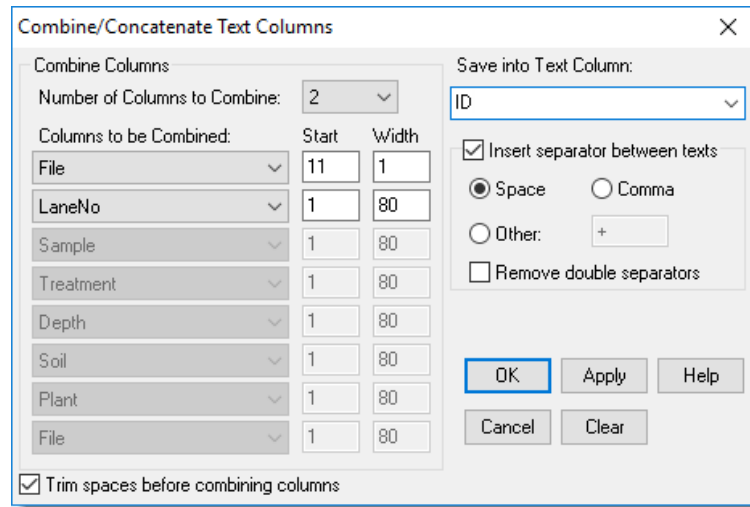 Combine/Concatenate Text Columns
Combine Columns
Number of Columns to Combine: 2
Columns to be Combined: Start Width
File 11 1
LaneNo 1 80
Sample 1 80
Treatment 1 80
Depth 1 80
Soil 1 80
Plant 1 80
File 1 80
Trim spaces before combining columns
Save into Text Column:
ID
Insert separator between texts
Space Comma
Other: +
Remove double separators
OK Apply Help
Cancel Clear